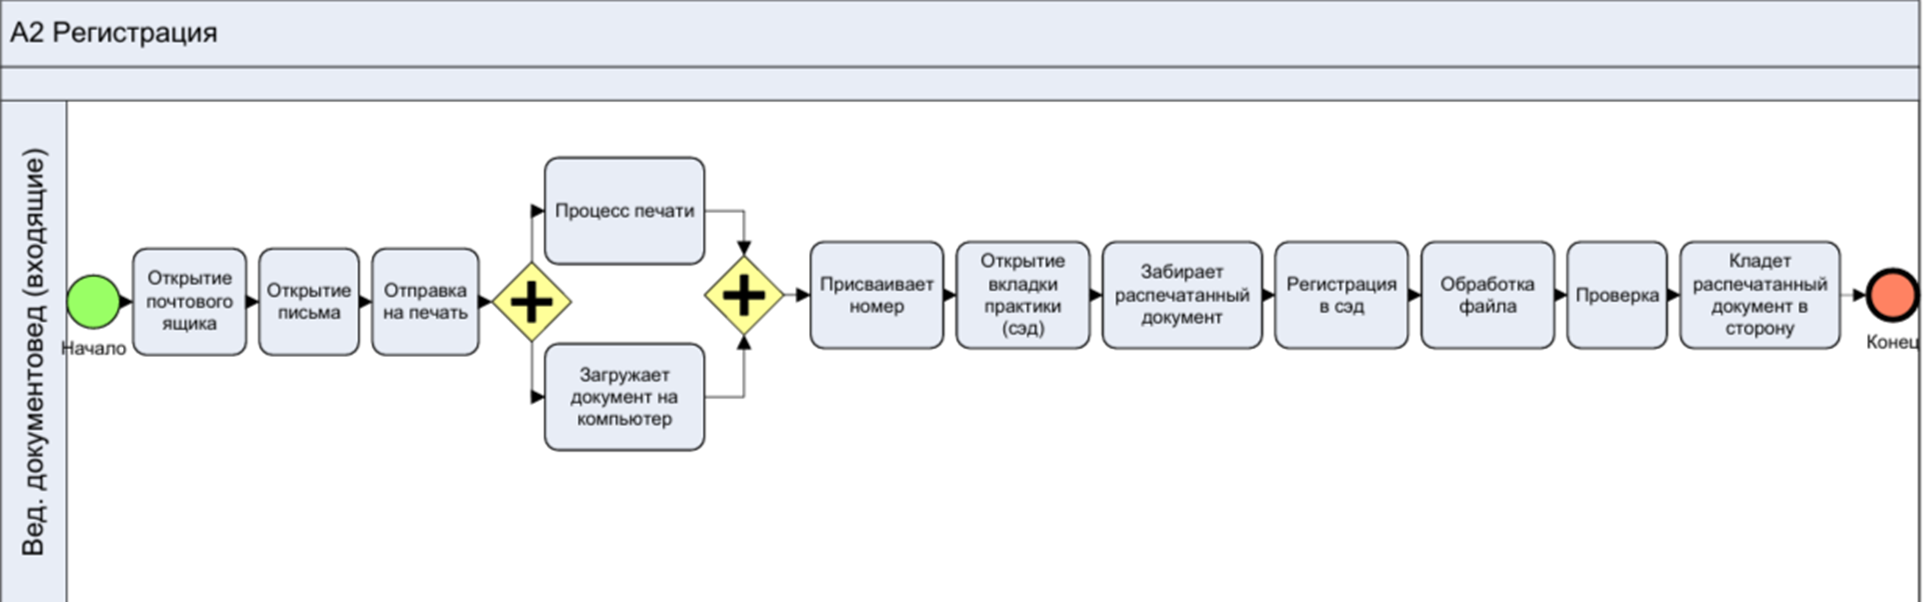 А2 Регистрация
Вед. документовед (входящие)
Начало
Открытие
почтового
ящика
Открытие
письма
Отправка
на печать
Процесс печати
Загружает
документ на
компьютер
Присваивает
номер
Открытие
вкладки
практики
(сэд)
Забирает
распечатанный
документ
Регистрация
в сэд
Обработка
файла
Проверка
Кладет
распечатанный
документ в
сторону
Конец